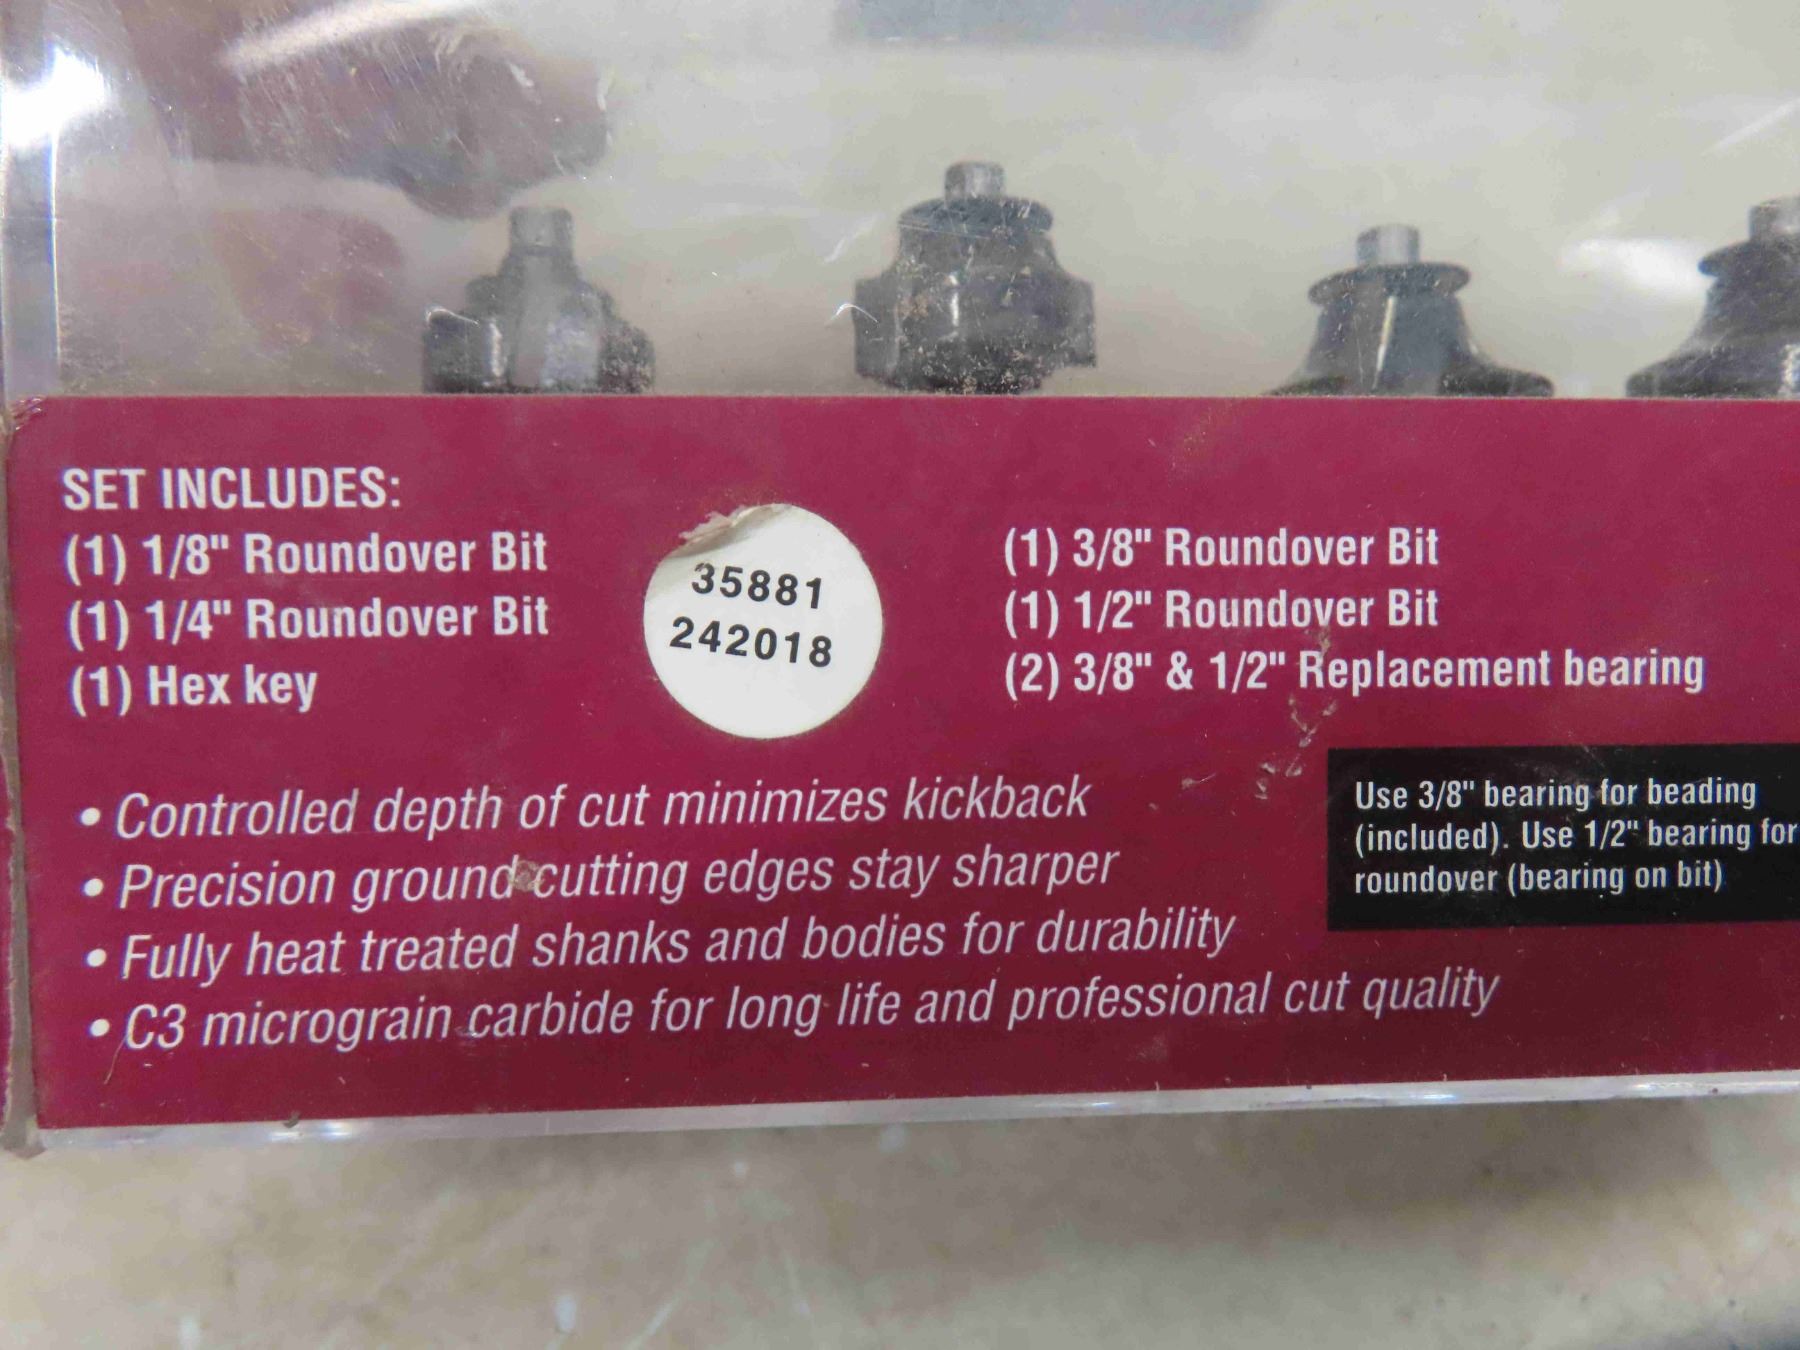 SET INCLUDES:
(1) 1/8" Roundover Bit
(1) 1/4" Roundover Bit
(1) Hex key
35881
242018
(1) 3/8" Roundover Bit
(1) 1/2" Roundover Bit
(2) 3/8" & 1/2" Replacement bearing
• Controlled depth of cut minimizes kickback
• Precision ground cutting edges stay sharper
• Fully heat treated shanks and bodies for durability
• C3 micrograin carbide for long life and professional cut quality
Use 3/8" bearing for beading
(included). Use 1/2" bearing for
roundover (bearing on bit)